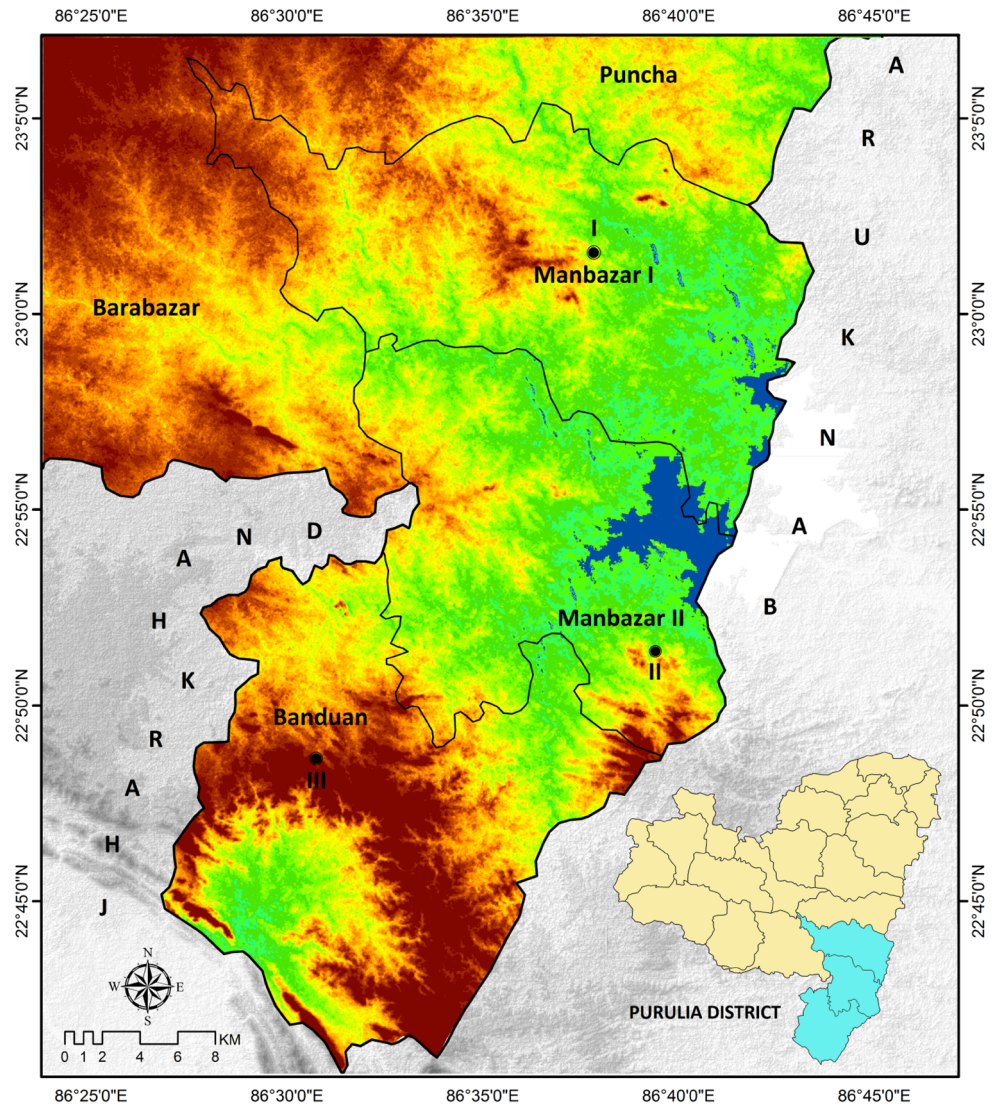 86°25'0"E 86°30'0"E 86°35'0"E 86°40'0"E 86°45'0"E
23°5'0"N
23°0'0"N
22°55'0"N
22°50'0"N
22°45'0"N
Puncha
I
Manbazar I
Barabazar
Manbazar II
II
Banduan
III
B A N K U R A
J H A R K H A N D
23°5'0"N
23°0'0"N
22°55'0"N
22°50'0"N
22°45'0"N
N
W E
S
KM
0 1 2 4 6 8
PURULIA DISTRICT
86°25'0"E 86°30'0"E 86°35'0"E 86°40'0"E 86°45'0"E